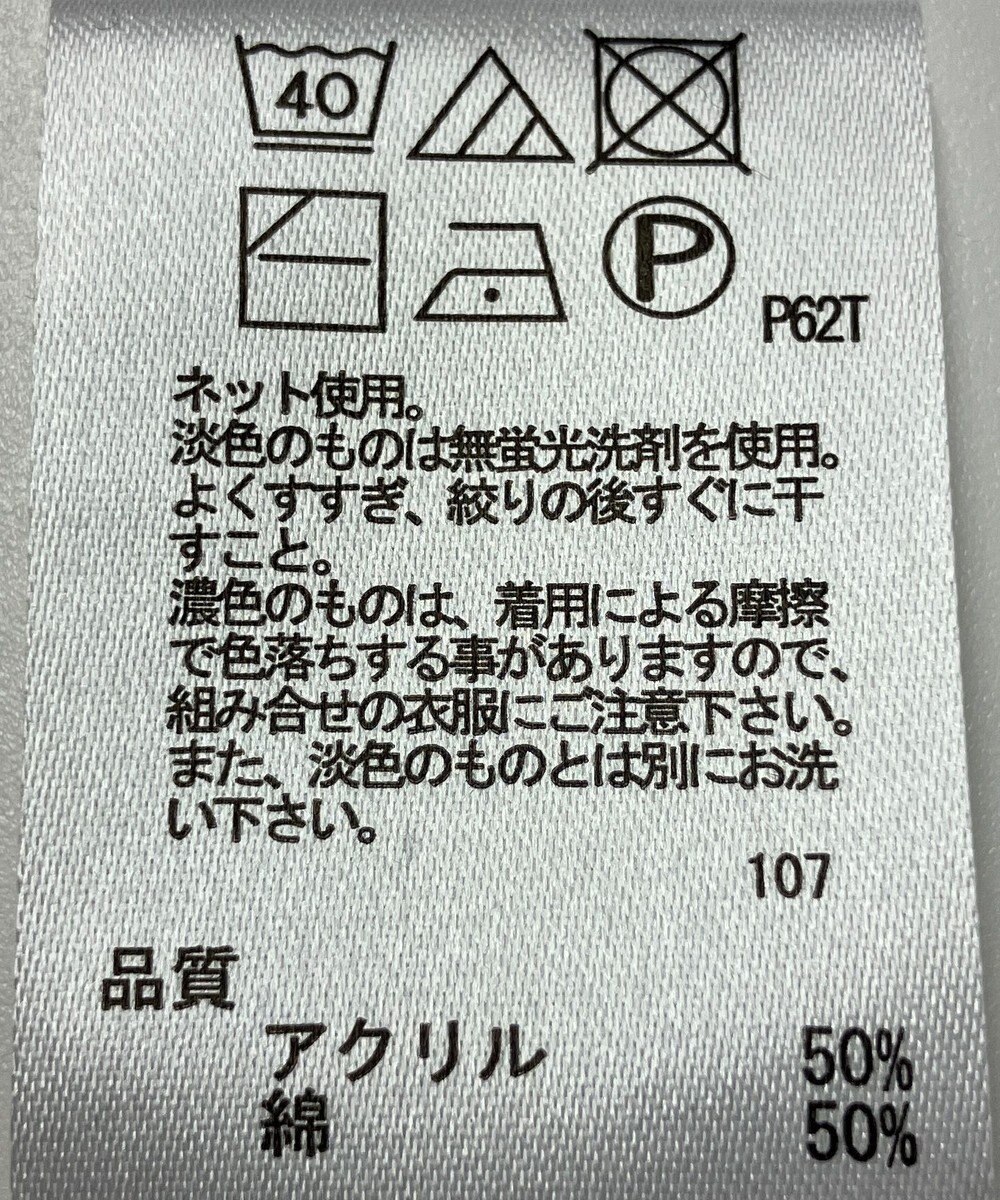 40
P
P62T
ネット使用。
淡色のものは無蛍光洗剤を使用。
よくすすぎ、絞りの後すぐに干
すこと。
濃色のものは、着用による摩擦
で色落ちする事がありますので、
組み合せの衣服にご注意下さい。
また、淡色のものとは別にお洗
い下さい。
107
品質
アクリル 50%
綿 50%